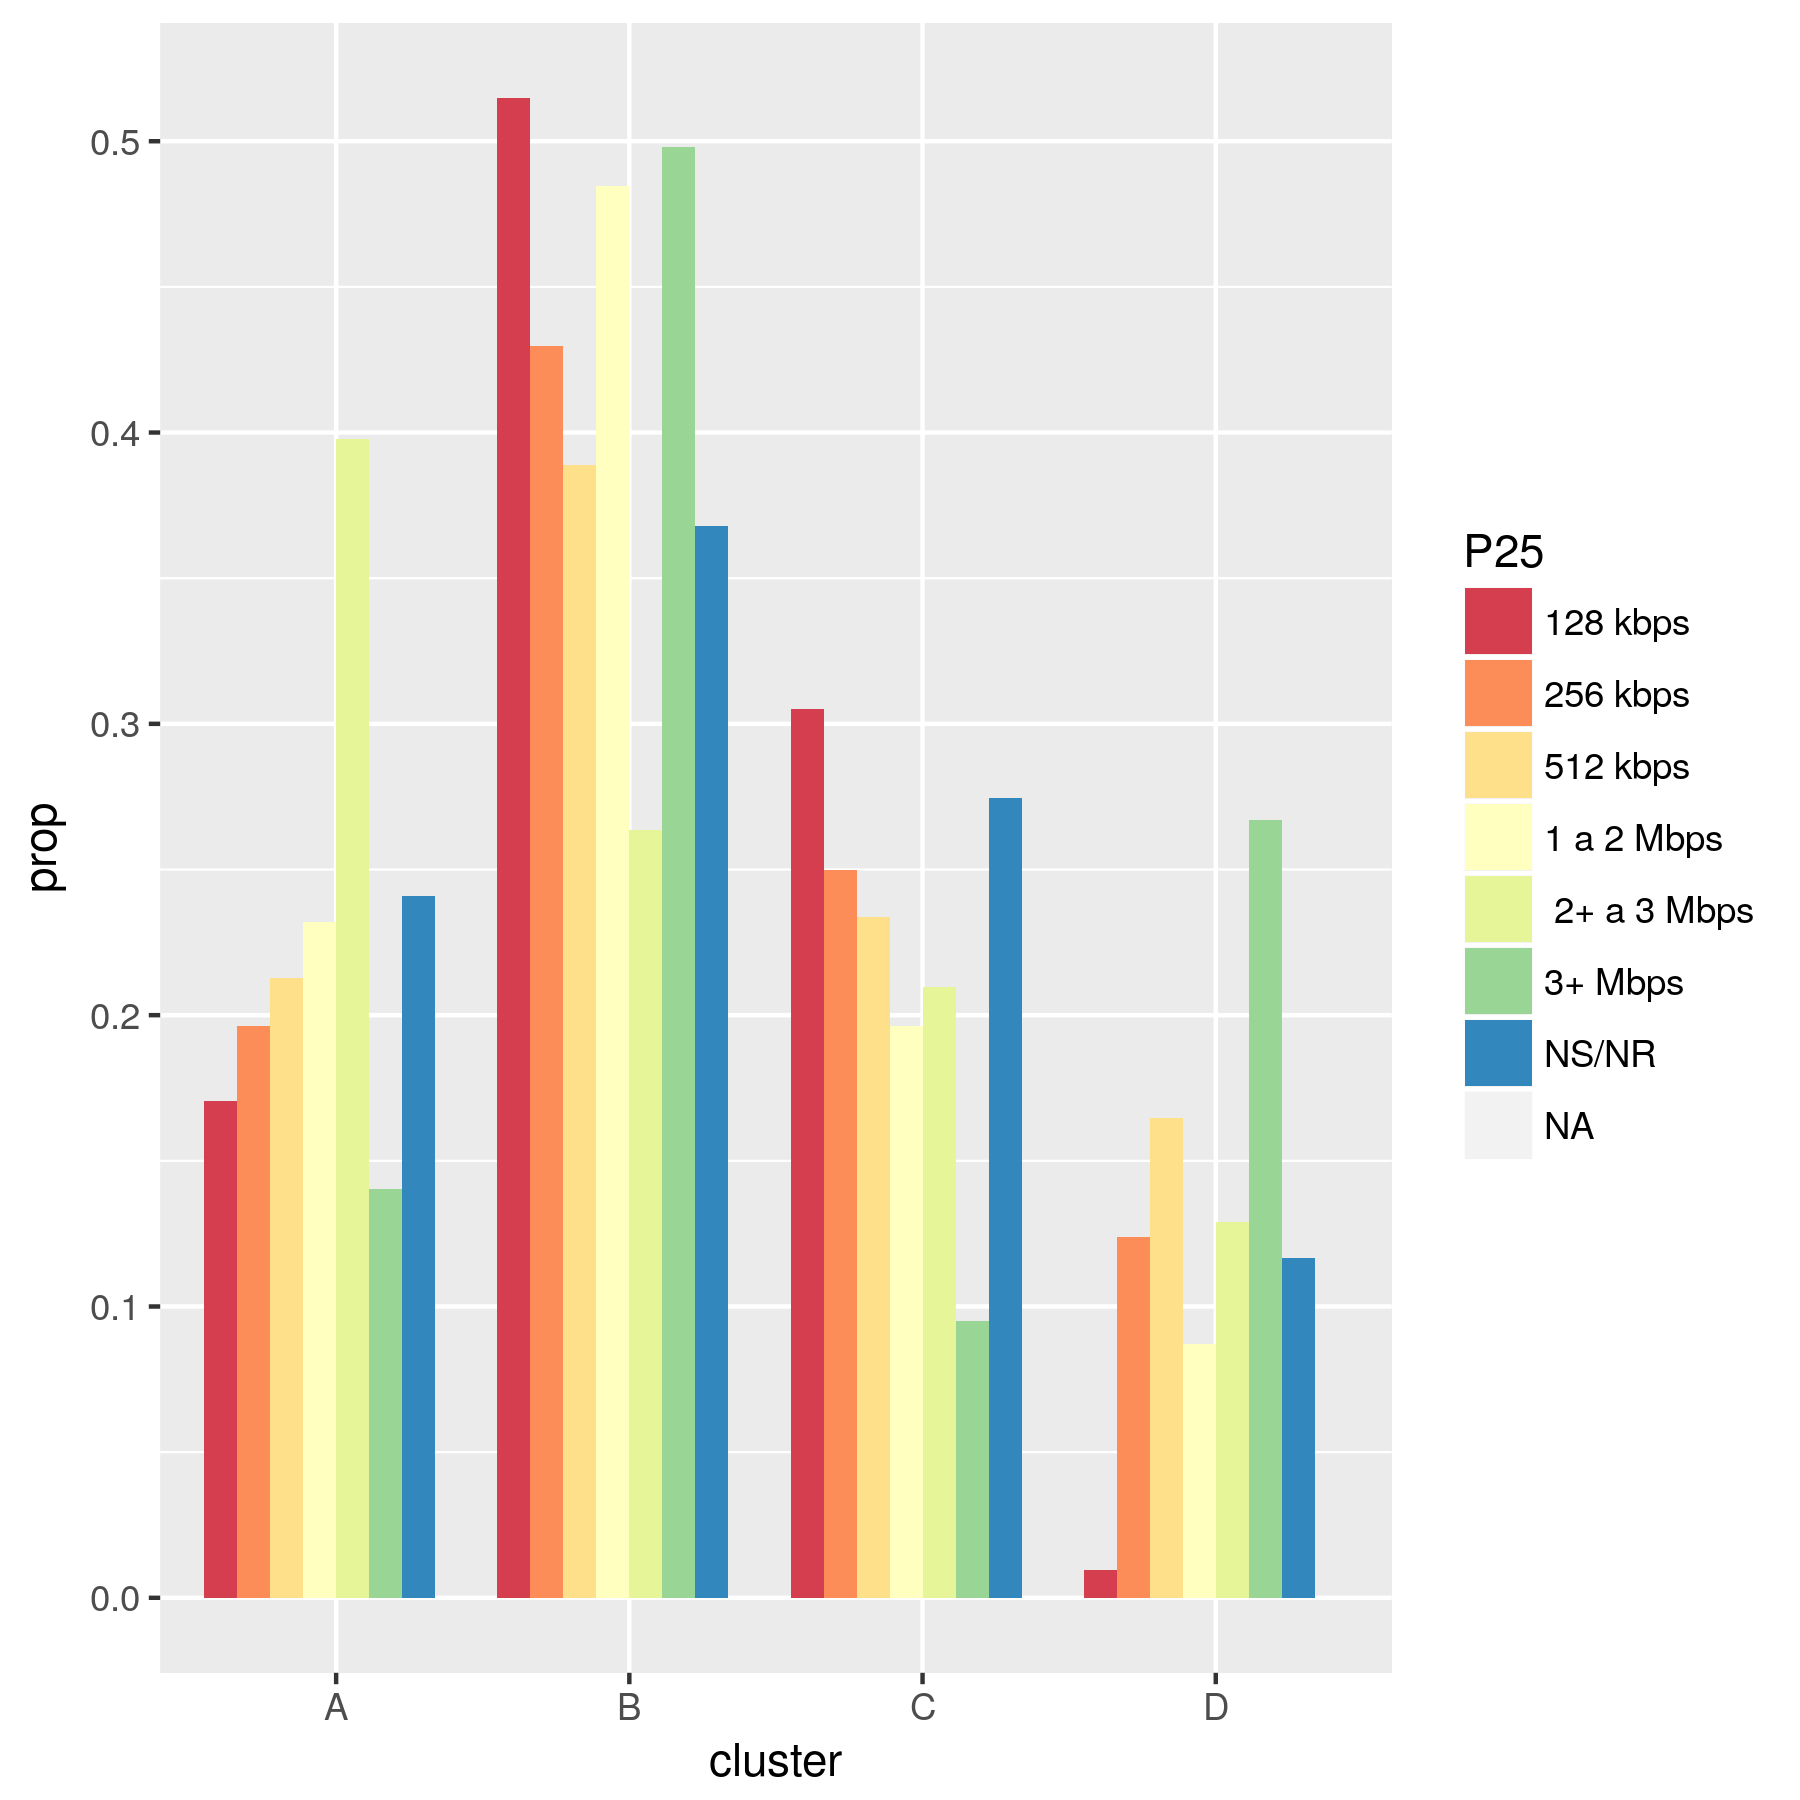 prop
0.5
0.4
0.3
0.2
0.1
0.0
A B C D
cluster
P25
128 kbps
256 kbps
512 kbps
1 a 2 Mbps
2+ a 3 Mbps
3+ Mbps
NS/NR
NA